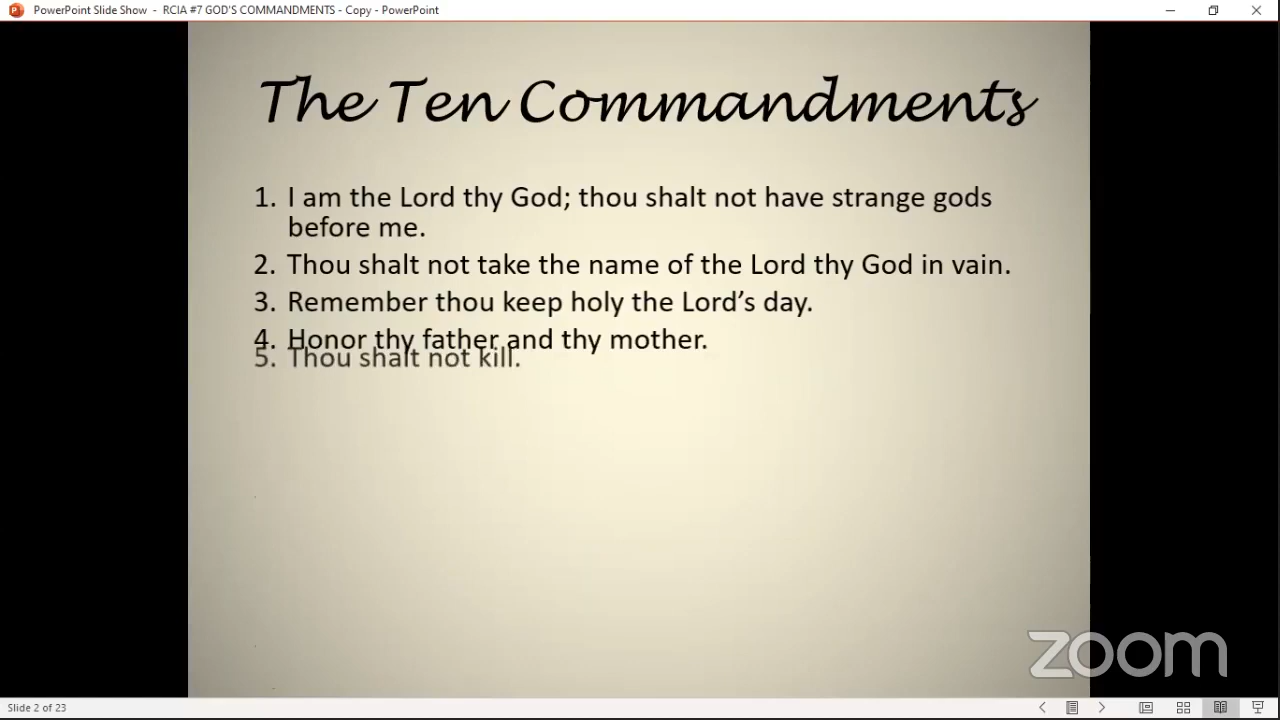 PowerPoint Slide Show - RCIA #7 GOD'S COMMANDMENTS - Copy - PowerPoint
The Ten Commandments
1. I am the Lord thy God; thou shalt not have strange gods
before me.
2. Thou shalt not take the name of the Lord thy God in vain.
3. Remember thou keep holy the Lord’s day.
4. Honor thy father and thy mother.
5. Thou shalt not kill.
zoom
Slide 2 of 23